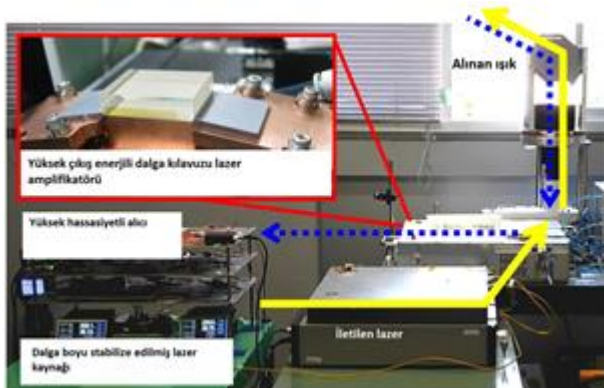 Alınan ışık
Yüksek çıkış enerjili dalga kılavuzu lazer
amplifikatörü
Yüksek hassasiyetli alıcı
İletilen lazer
Dalga boyu stabilize edilmiş lazer
kaynağı